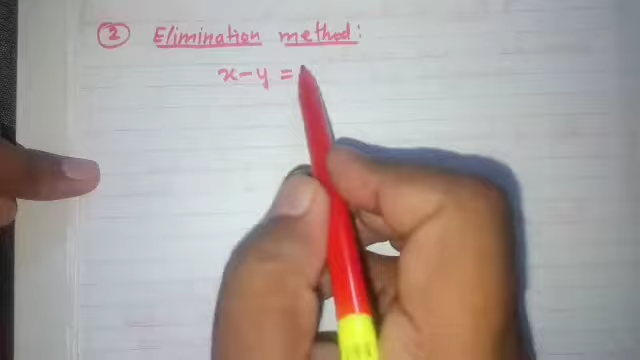 ② Elimination method:
x - y =